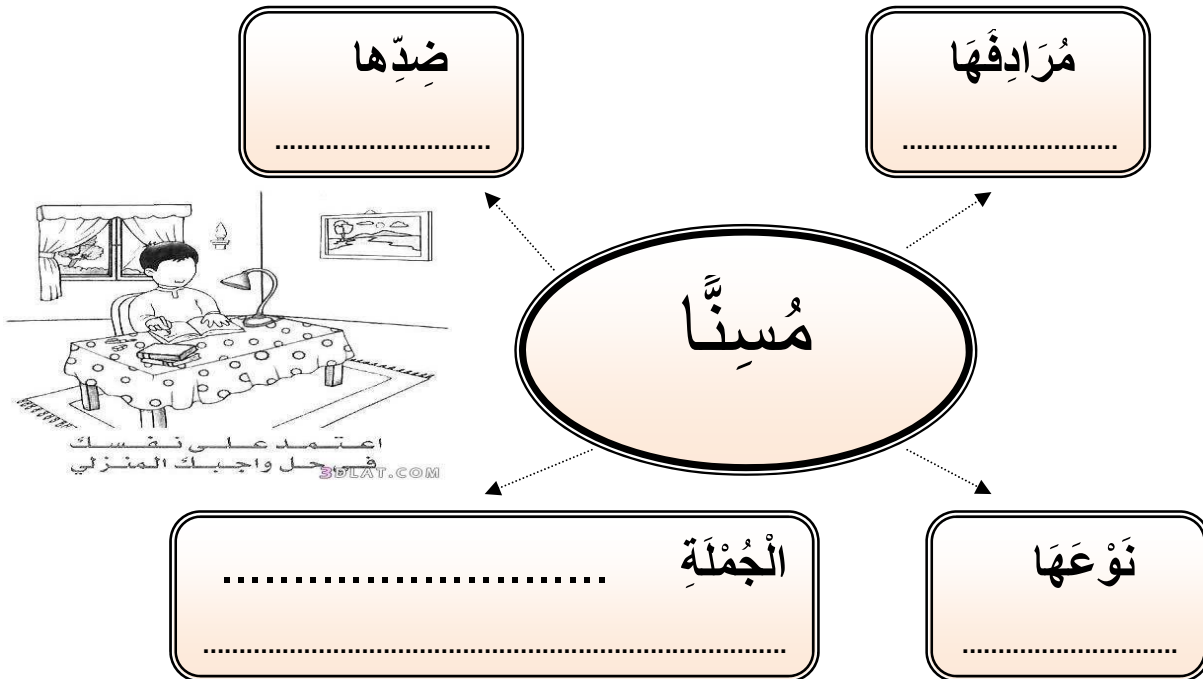 مُرَادِفَهَا
............................
ضِدِّها
............................
مُسِنًّا
اعتمد على نفسك
في حل واجبك المنزلي
3DLAT.COM
نَوْعَهَا
............................
الْجُمْلَةِ ...........................
..............................................................................